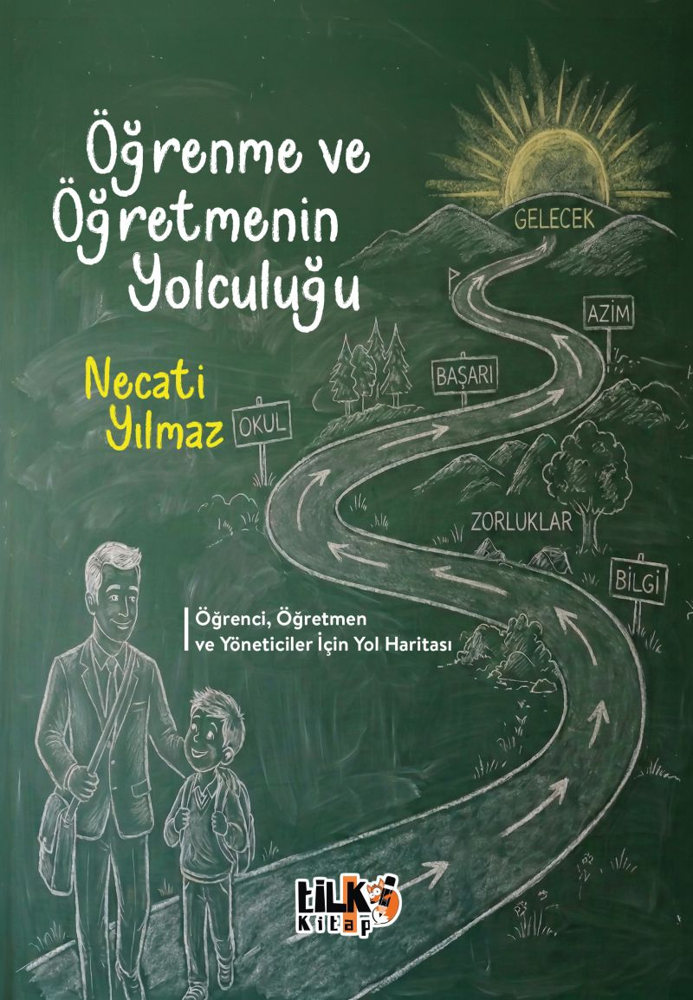 Öğrenme ve
Öğretmenin
Yolculuğu
Necati
Yılmaz
GELECEK
AZİM
BAŞARI
OKUL
ZORLUKLAR
BİLGİ
Öğrenci, Öğretmen
ve Yöneticiler İçin Yol Haritası
tiLK
Kitap